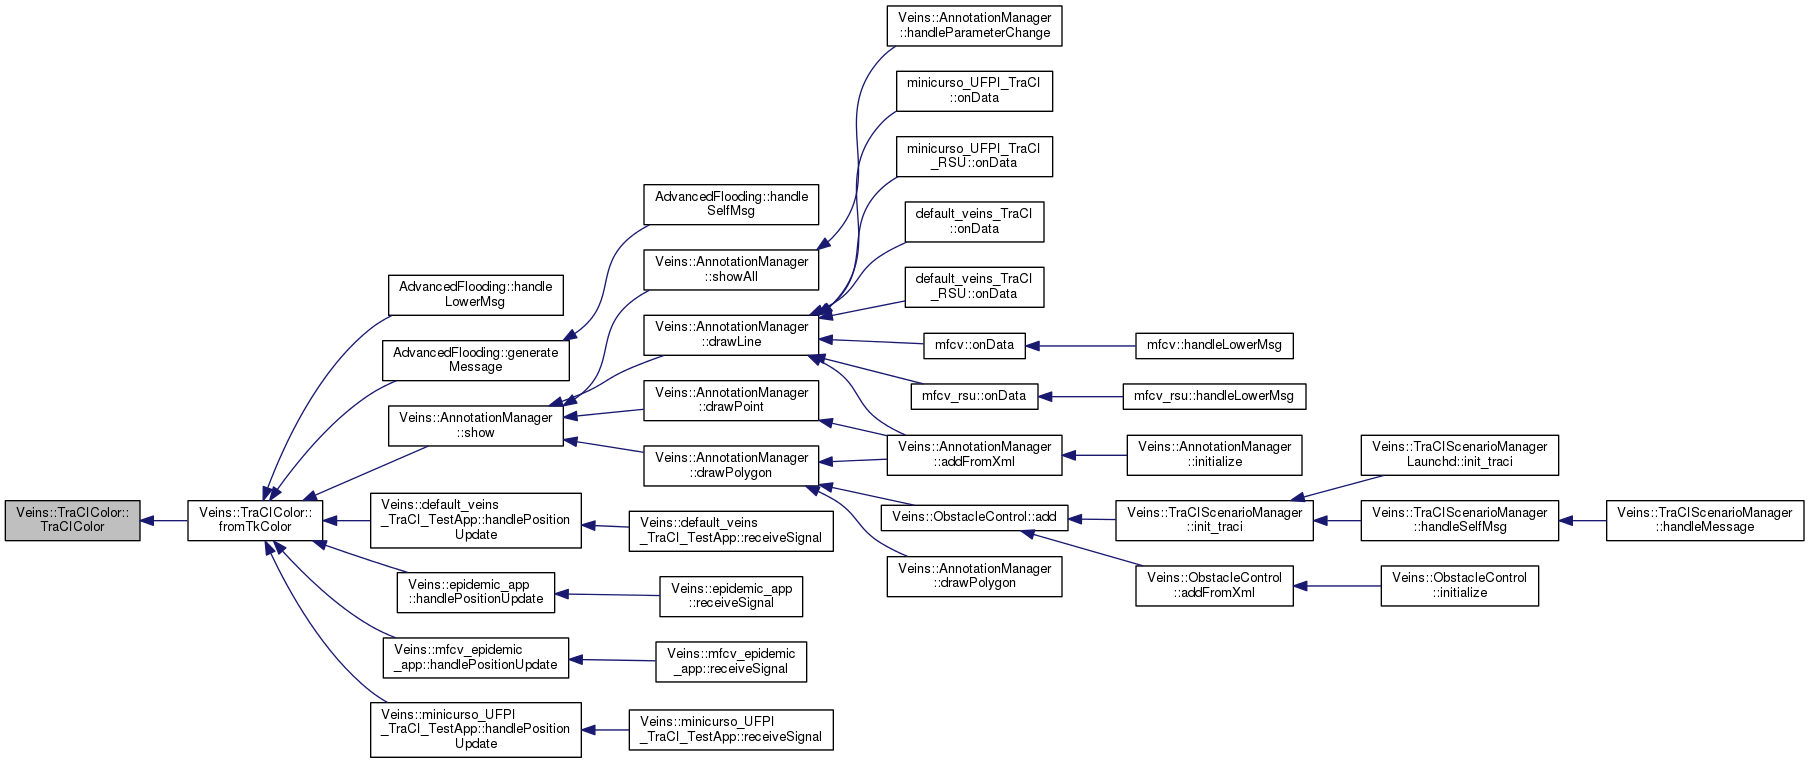 Veins::AnnotationManager
::handleParameterChange
minicurso_UFPI_TraCI
::onData
minicurso_UFPI_TraCI
_RSU::onData
AdvancedFlooding::handle
SelfMsg
default_veins_TraCI
::onData
Veins::AnnotationManager
::showAll
default_veins_TraCI
_RSU::onData
AdvancedFlooding::handle
LowerMsg
Veins::AnnotationManager
::drawLine
mfcv::onData
mfcv::handleLowerMsg
AdvancedFlooding::generate
Message
Veins::AnnotationManager
::drawPoint
mfcv_rsu::onData
mfcv_rsu::handleLowerMsg
Veins::AnnotationManager
::show
Veins::AnnotationManager
::drawPolygon
Veins::AnnotationManager
::addFromXml
Veins::AnnotationManager
::initialize
Veins::TraCIScenarioManager
Launchd::init_traci
Veins::TraCIColor::
TraCIColor
Veins::TraCIColor::
fromTkColor
Veins::default_veins
_TraCI_TestApp::handlePosition
Update
Veins::default_veins
_TraCI_TestApp::receiveSignal
Veins::ObstacleControl::add
Veins::TraCIScenarioManager
::init_traci
Veins::TraCIScenarioManager
::handleSelfMsg
Veins::TraCIScenarioManager
::handleMessage
Veins::epidemic_app
::handlePositionUpdate
Veins::epidemic_app
::receiveSignal
Veins::AnnotationManager
::drawPolygon
Veins::ObstacleControl
::addFromXml
Veins::ObstacleControl
::initialize
Veins::mfcv_epidemic
_app::handlePositionUpdate
Veins::mfcv_epidemic
_app::receiveSignal
Veins::minicurso_UFPI
_TraCI_TestApp::handlePosition
Update
Veins::minicurso_UFPI
_TraCI_TestApp::receiveSignal